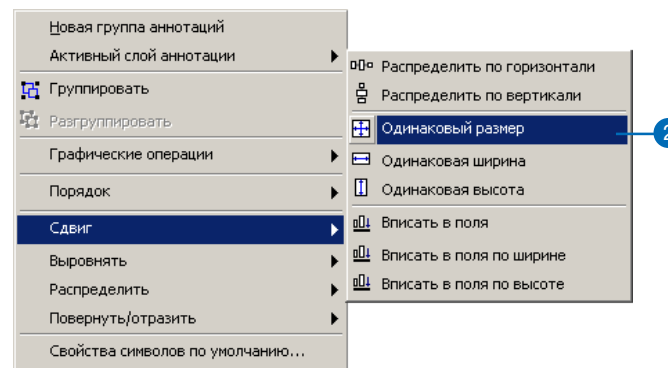 Новая группа аннотаций
Активный слой аннотации
Группировать
Разгруппировать
Графические операции
Порядок
Сдвиг
Выровнять
Распределить
Повернуть/отразить
Свойства символов по умолчанию...
Распределить по горизонтали
Распределить по вертикали
Одинаковый размер
Одинаковая ширина
Одинаковая высота
Вписать в поля
Вписать в поля по ширине
Вписать в поля по высоте
2